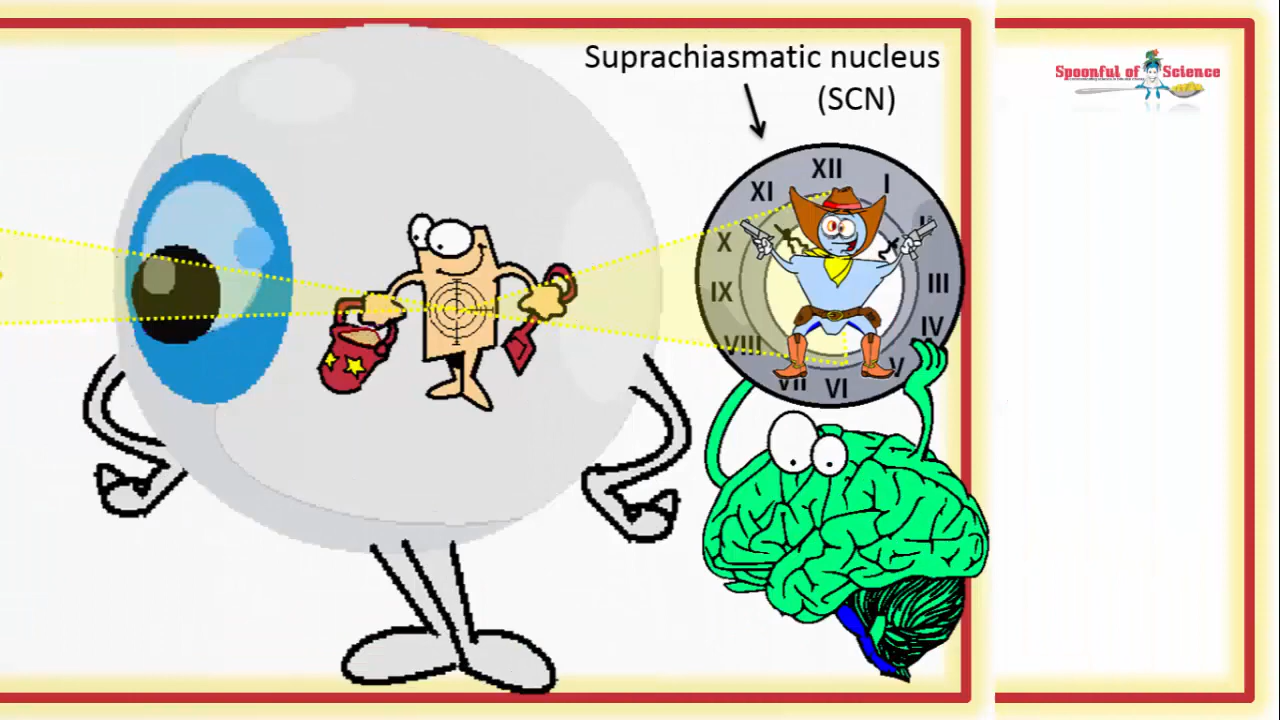 Suprachiasmatic nucleus
(SCN)
Spoonful of Science
XII
XI
I
X
IX
III
VIII
IV
V
VII
VI